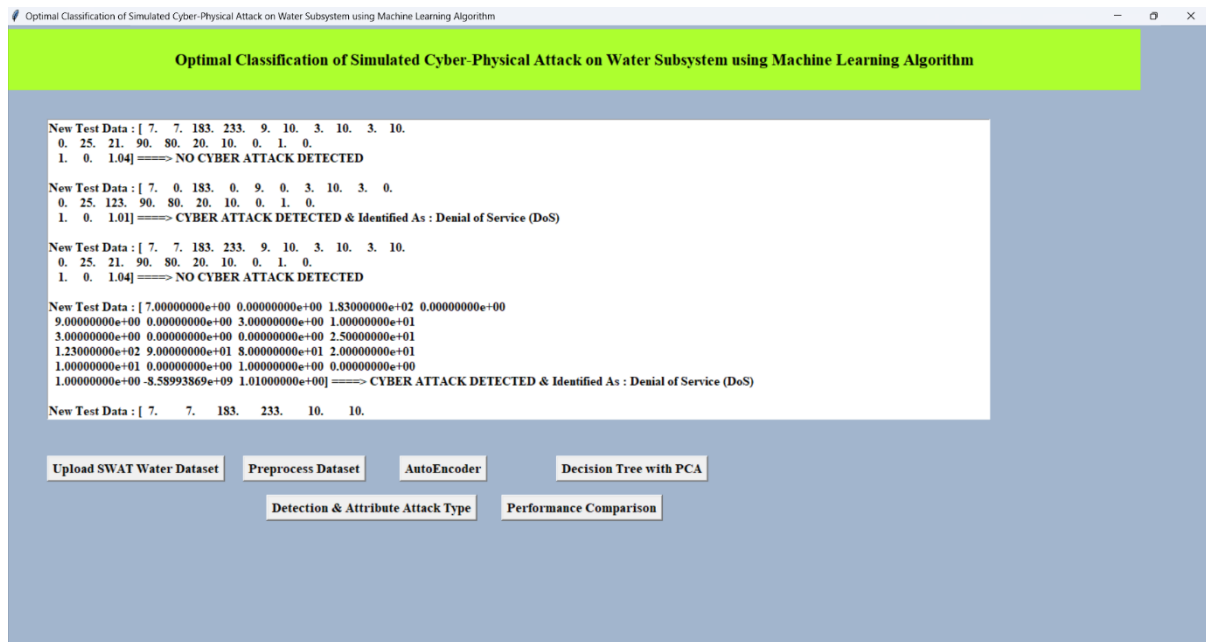 Optimal Classification of Simulated Cyber-Physical Attack on Water Subsystem using Machine Learning Algorithm
Optimal Classification of Simulated Cyber-Physical Attack on Water Subsystem using Machine Learning Algorithm
New Test Data : [ 7. 7. 183. 233. 9. 10. 3. 10. 3. 10.
0. 25. 21. 90. 80. 20. 10. 0. 1. 0.
1. 0. 1.04] ====> NO CYBER ATTACK DETECTED
New Test Data : [ 7. 0. 183. 0. 9. 0. 3. 10. 3. 0.
0. 25. 123. 90. 80. 20. 10. 0. 1. 0.
1. 0. 1.01] ====> CYBER ATTACK DETECTED & Identified As : Denial of Service (DoS)
New Test Data : [ 7. 7. 183. 233. 9. 10. 3. 10. 3. 10.
0. 25. 21. 90. 80. 20. 10. 0. 1. 0.
1. 0. 1.04] ====> NO CYBER ATTACK DETECTED
New Test Data : [ 7.00000000e+00 0.00000000e+00 1.83000000e+02 0.00000000e+00
9.00000000e+00 0.00000000e+00 3.00000000e+00 1.00000000e+01
3.00000000e+00 0.00000000e+00 0.00000000e+00 2.50000000e+01
1.23000000e+02 9.00000000e+01 8.00000000e+01 2.00000000e+01
1.00000000e+01 0.00000000e+00 1.00000000e+00 0.00000000e+00
1.00000000e+00 -8.58993869e+09 1.01000000e+00] ====> CYBER ATTACK DETECTED & Identified As : Denial of Service (DoS)
New Test Data : [ 7. 7. 183. 233. 10. 10.
Upload SWAT Water Dataset Preprocess Dataset AutoEncoder Decision Tree with PCA
Detection & Attribute Attack Type Performance Comparison